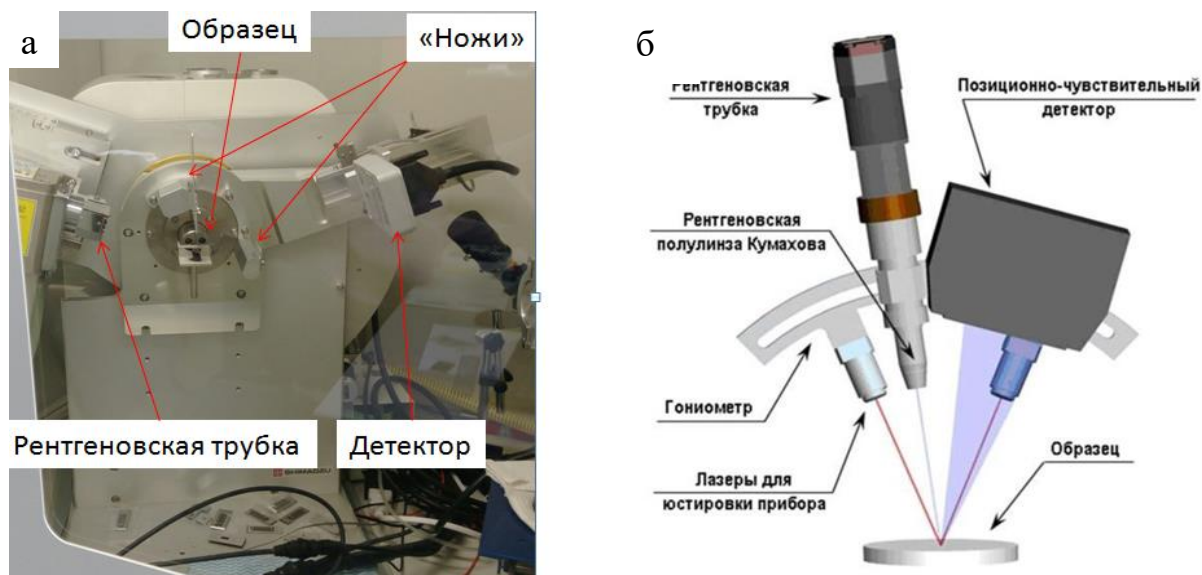 а
Образец
«Ножи»
Рентгеновская трубка
Детектор
SHIMADZU
б
Рентгеновская
трубка
Позиционно-чувствительный
детектор
Рентгеновская
полулинза Кумахова
Гониометр
Лазеры для
юстировки прибора
Образец